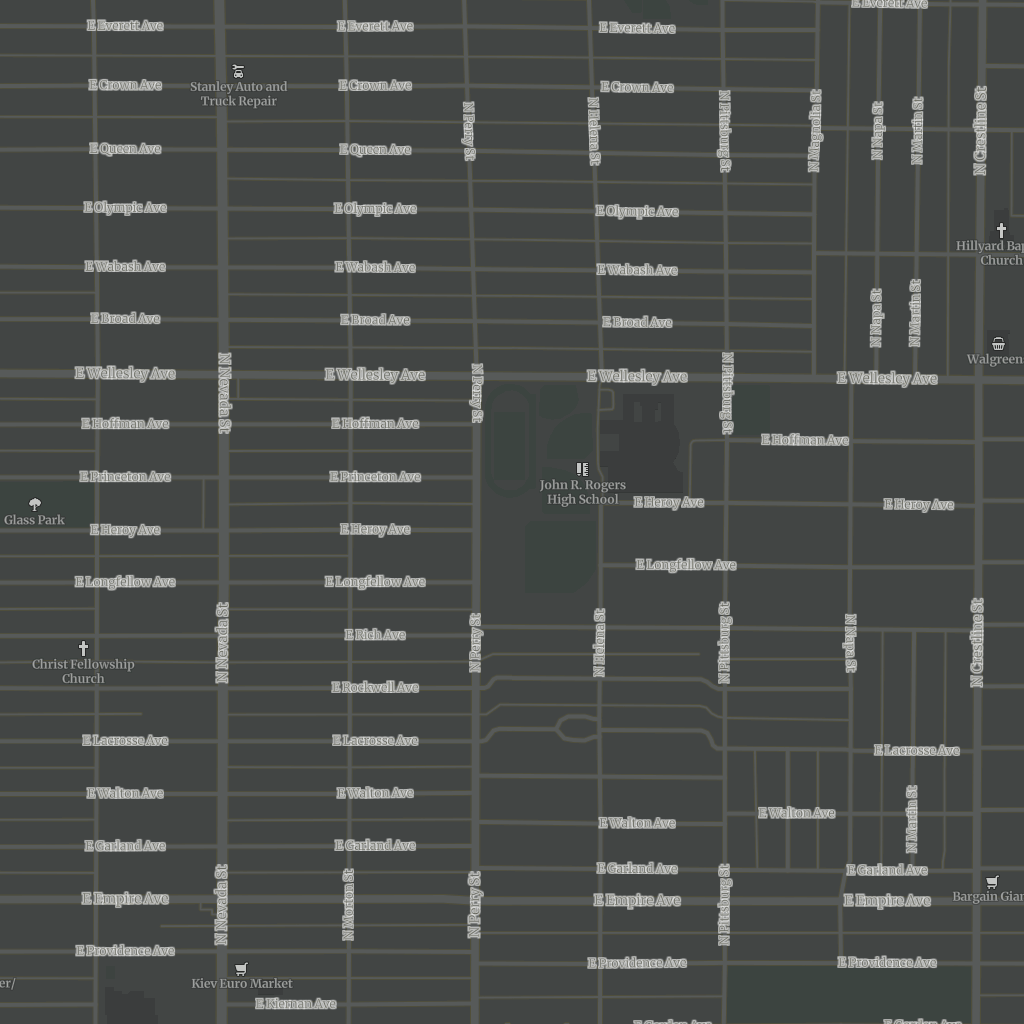 E Everett Ave
E Everett Ave
E Everett Ave
E Everett Ave
E Crown Ave
Stanley Auto and
Truck Repair
E Crown Ave
E Crown Ave
N Perry St
N Helena St
N Pittsburg St
N Magnolia St
N Napa St
N Martin St
N Crestline St
E Queen Ave
E Queen Ave
E Olympic Ave
E Olympic Ave
E Olympic Ave
Church
E Wabash Ave
E Wabash Ave
E Wabash Ave
N Napa St
N Martin St
E Broad Ave
E Broad Ave
E Broad Ave
Walgreens
E Wellesley Ave
E Wellesley Ave
E Wellesley Ave
E Wellesley Ave
N Nevada St
N Perry St
N Pittsburg St
E Hoffman Ave
E Hoffman Ave
E Hoffman Ave
E Princeton Ave
E Princeton Ave
John R. Rogers
High School
Glass Park
E Heroy Ave
E Heroy Ave
E Heroy Ave
E Heroy Ave
E Longfellow Ave
E Longfellow Ave
E Longfellow Ave
N Nevada St
E Rich Ave
N Perry St
N Helena St
N Pittsburg St
N Napa St
N Crestline St
Christ Fellowship
Church
E Rockwell Ave
E Lacrosse Ave
E Lacrosse Ave
E Lacrosse Ave
E Walton Ave
E Walton Ave
E Walton Ave
E Walton Ave
N Martin St
E Garland Ave
E Garland Ave
E Garland Ave
E Garland Ave
N Nevada St
N Morton St
N Perry St
N Pittsburg St
E Empire Ave
E Empire Ave
E Empire Ave
E Providence Ave
E Providence Ave
E Providence Ave
Kiev Euro Market
er/
E Kiernan Ave